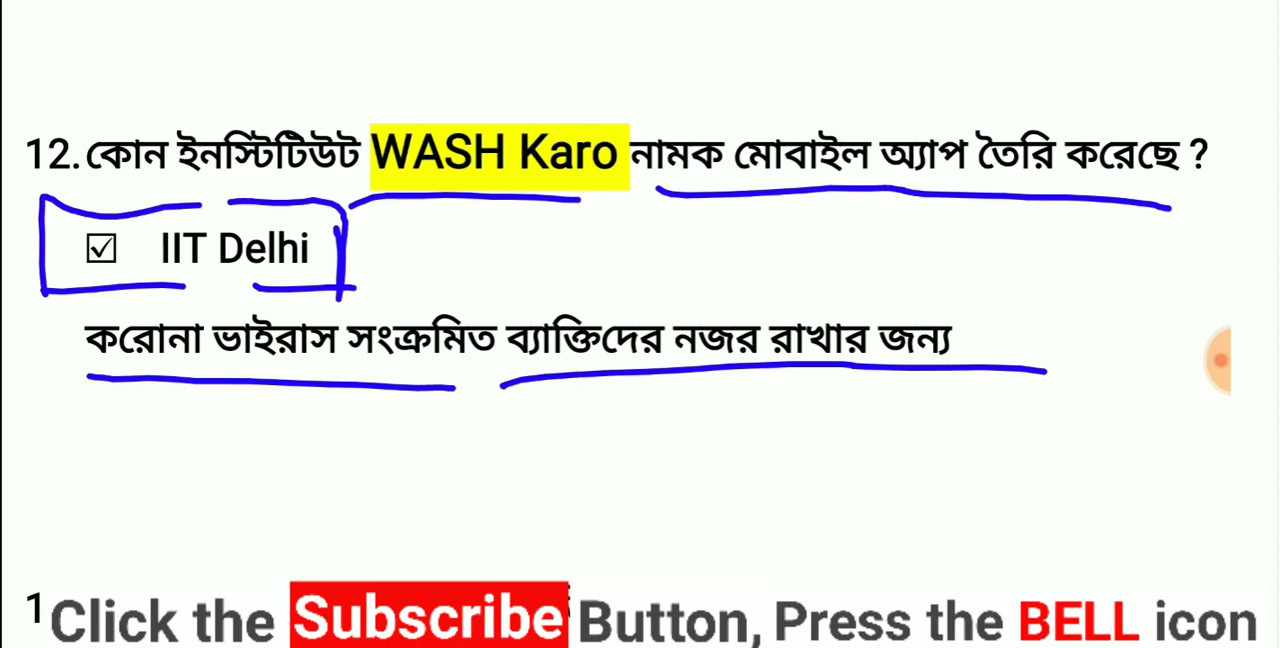 12. কোন ইনস্টিটিউট WASH Karo নামক মোবাইল অ্যাপ তৈরি করেছে ?
☑ IIT Delhi
করোনা ভাইরাস সংক্রমিত ব্যাক্তিদের নজর রাখার জন্য
1
Click the Subscribe Button, Press the BELL icon